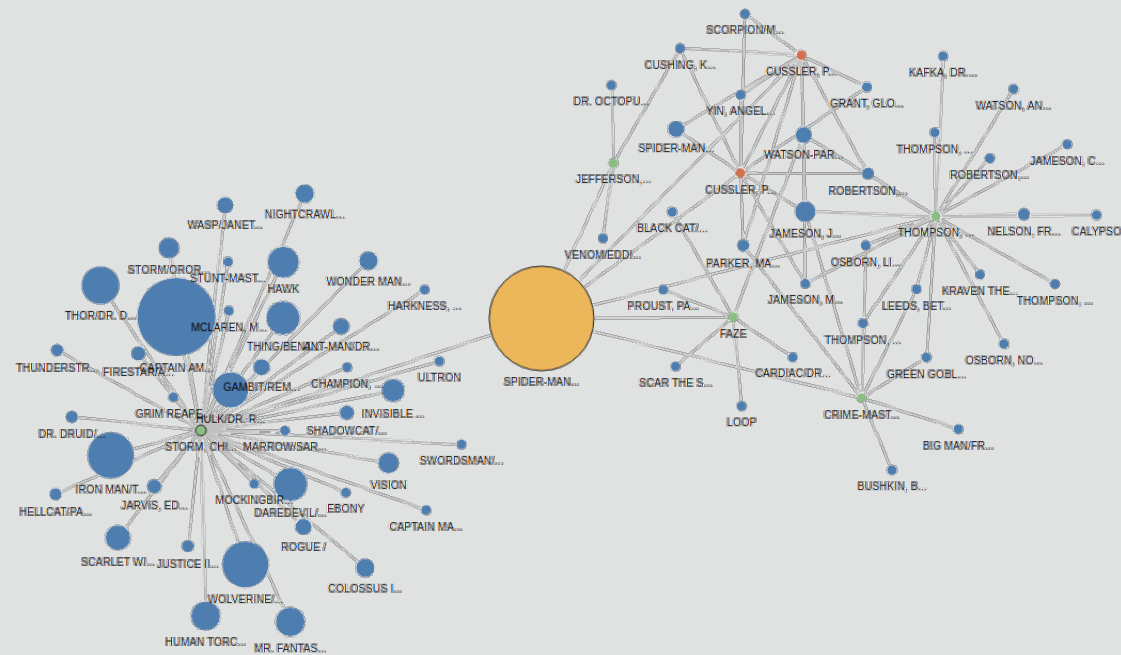 SCORPION/M...
CUSHING, K...
CUSSLER, P...
KAFKA, DR....
DR. OCTOPU...
YIN, ANGEL...
GRANT, GLO...
WATSON, AN...
SPIDER-MAN...
WATSON-PAR...
THOMPSON, ...
JAMESON, C...
ROBERTSON,...
JEFFERSON,...
CUSSLER, P...
ROBERTSON,...
NIGHTCRAWL...
WASP/JANET...
BLACK CAT/...
JAMESON, J...
THOMPSON, ...
NELSON, FR...
CALYPSO
VENOM/EDDI...
PARKER, MA...
OSBORN, LI...
STORM/OROR...
STUNT-MAST...
HAWK
WONDER MAN...
HARKNESS, ...
PROUST, PA...
JAMESON, M...
LEEDS, BET...
KRAVEN THE...
THOMPSON, ...
THOR/DR. D...
MCLAREN, M...
FAZE
THOMPSON, ...
THING/BENJ...
ANT-MAN/DR...
OSBORN, NO...
THUNDERSTR...
FIRESTAR/A...
CAPTAIN AM...
GAMBIT/REM...
CHAMPION, ...
ULTRON
SPIDER-MAN...
SCAR THE S...
CARDIAC/DR...
GREEN GOBL...
GRIM REAPE...
HULK/DR. R...
INVISIBLE ...
LOOP
CRIME-MAST...
DR. DRUID/...
STORM, CHI...
MARROW/SAR...
SHADOWCAT/...
SWORDSMAN/...
BIG MAN/FR...
IRON MAN/T...
VISION
BUSHKIN, B...
HELLCAT/PA...
JARVIS, ED...
MOCKINGBIR...
DAREDEVIL/...
EBONY
CAPTAIN MA...
SCARLET WI...
JUSTICE II...
ROGUE /
COLOSSUS I...
WOLVERINE/...
HUMAN TORC...
MR. FANTAS...